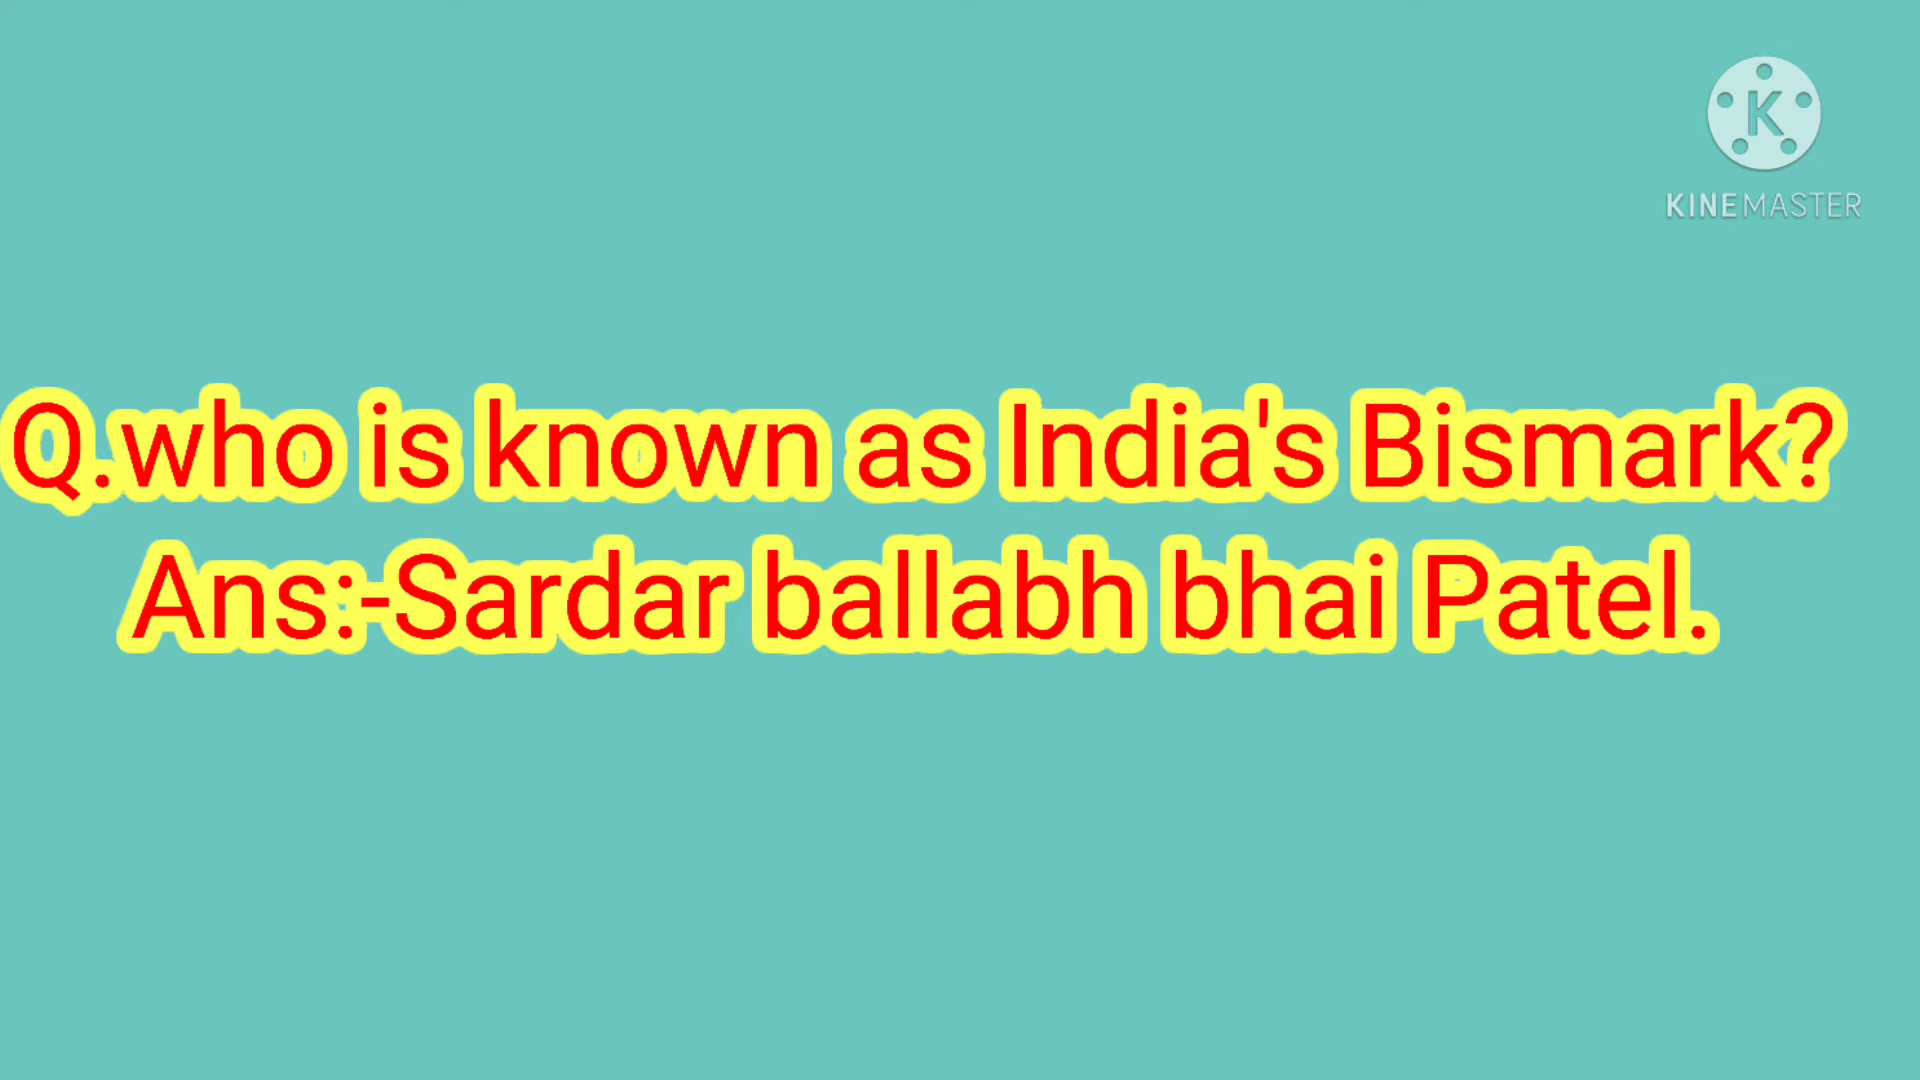 K
KINEMASTER
Q.who is known as India's Bismark?
Ans:-Sardar ballabh bhai Patel.